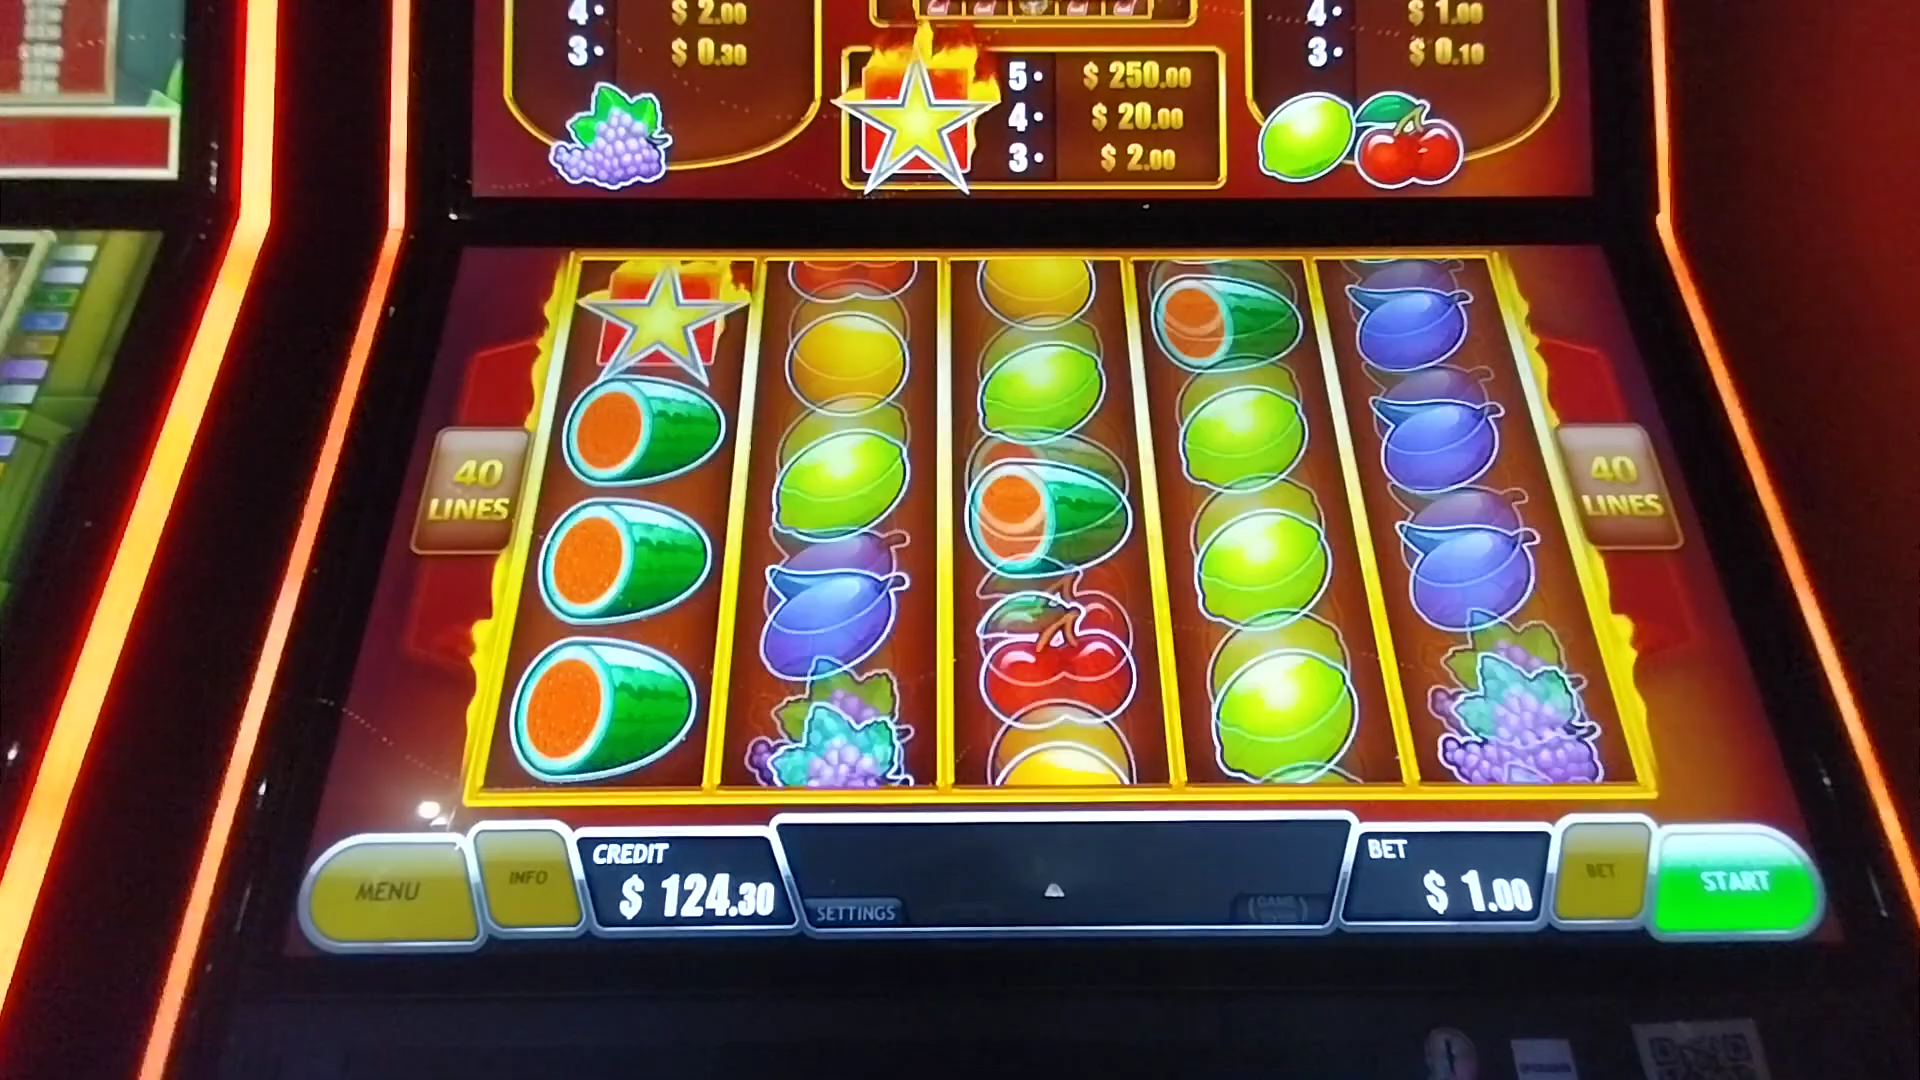 4• $ 2.00
3• $ 0.30
5• $ 250.00
4• $ 20.00
3• $ 2.00
4• $ 1.00
3• $ 0.10
40
LINES
40
LINES
MENU
INFO
CREDIT
$ 124.30
SETTINGS
BET
$ 1.00
BET
START